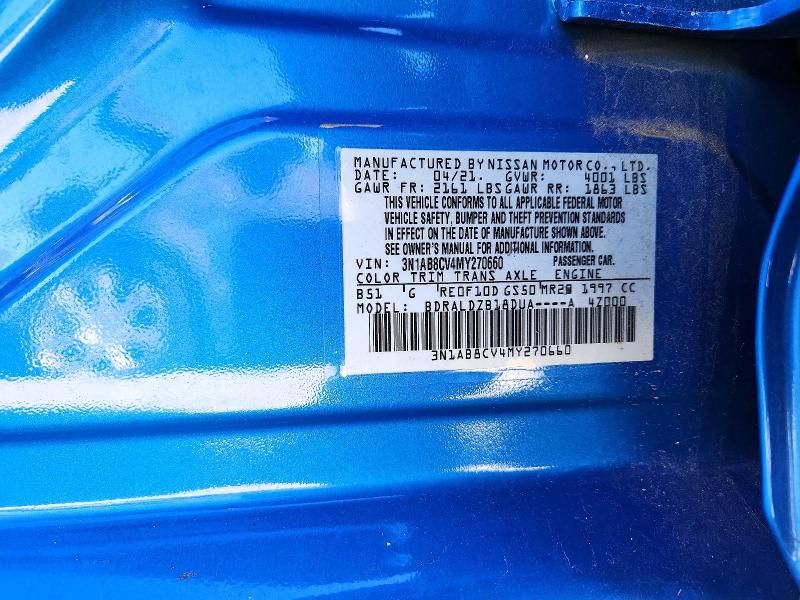 MANUFACTURED BY NISSAN MOTOR CO., LTD.
DATE: 04/21. GVWR: 4001 LBS
GAWR FR: 2161 LBS GAWR RR: 1863 LBS
THIS VEHICLE CONFORMS TO ALL APPLICABLE FEDERAL MOTOR
VEHICLE SAFETY, BUMPER AND THEFT PREVENTION STANDARDS
IN EFFECT ON THE DATE OF MANUFACTURE SHOWN ABOVE.
SEE OWNER'S MANUAL FOR ADDITIONAL INFORMATION.
VIN: 3N1AB8CV4MY270660 PASSENGER CAR.
COLOR TRIM TRANS AXLE ENGINE
B51 G RE0F10D GS50 MR20 1997 CC
MODEL: BDRALDZB18DUA----A 4Z000
3N1AB8CV4MY270660